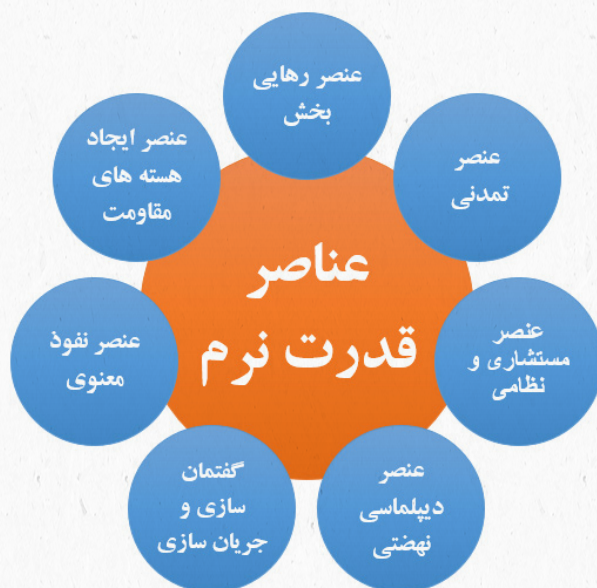 عناصر
قدرت نرم
عنصر رهایی
بخش
عنصر
تمدنی
عنصر
مستشاری و
نظامی
عنصر
دیپلماسی
نهضتی
گفتمان
سازی و
جریان سازی
عنصر نفوذ
معنوی
عنصر ایجاد
هسته های
مقاومت